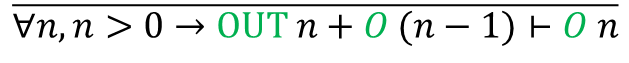 ∀n, n > 0 → OUT n + O (n − 1) ⊢ O n